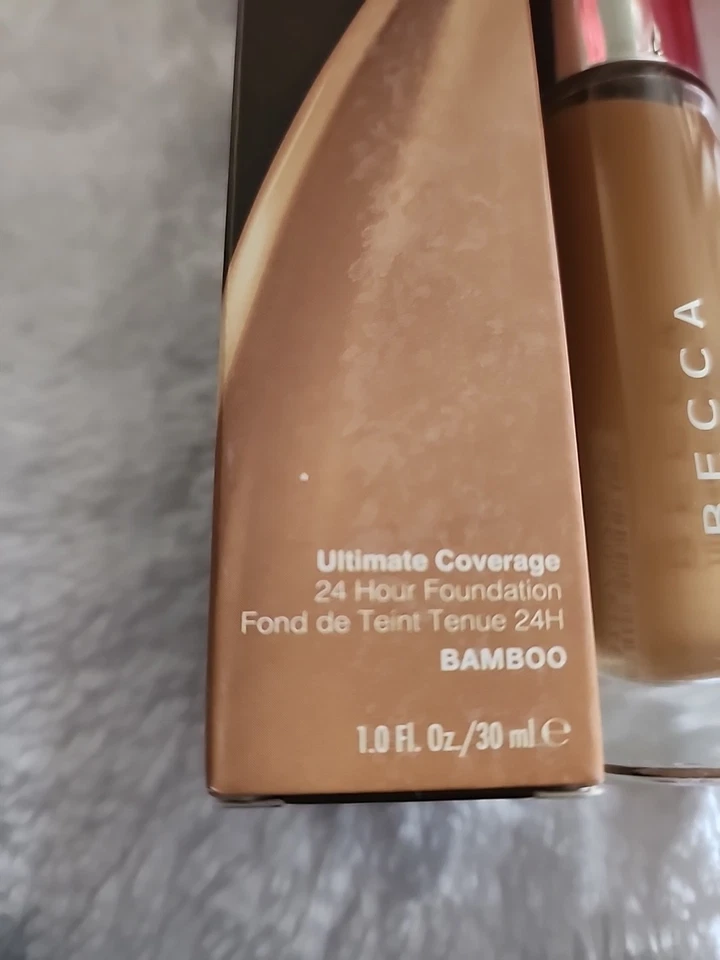 Ultimate Coverage
24 Hour Foundation
Fond de Teint Tenue 24H
BAMBOO
1.0 Fl. Oz./30 ml e
BECCA